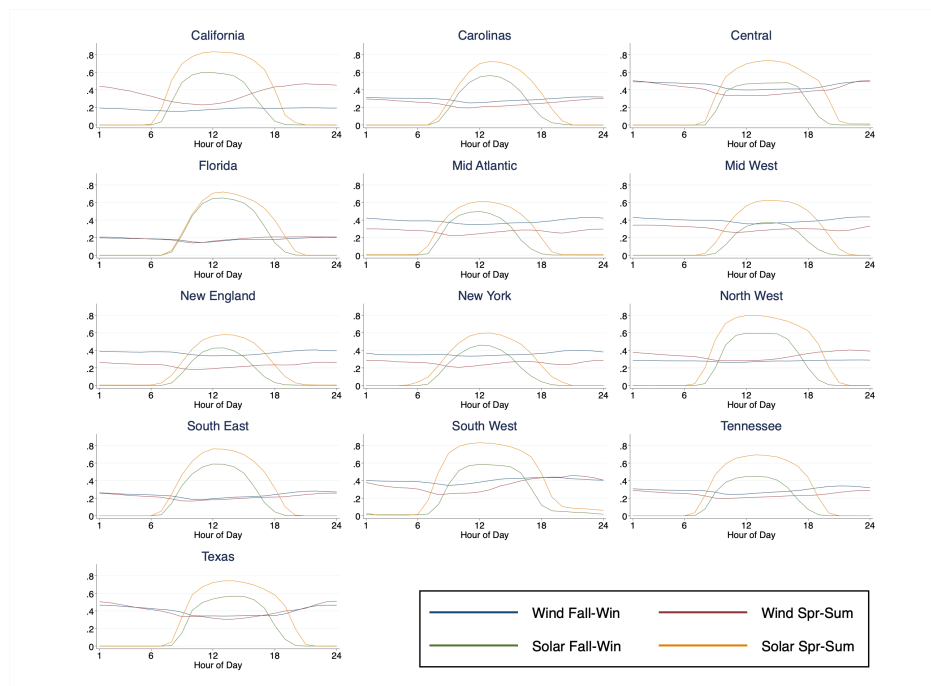 California Carolinas Central
.8 .8 .8
.6 .6 .6
.4 .4 .4
.2 .2 .2
0 0 0
1 6 12 18 24 1 6 12 18 24 1 6 12 18 24
Hour of Day Hour of Day Hour of Day
Florida Mid Atlantic Mid West
.8 .8 .8
.6 .6 .6
.4 .4 .4
.2 .2 .2
0 0 0
1 6 12 18 24 1 6 12 18 24 1 6 12 18 24
Hour of Day Hour of Day Hour of Day
New England New York North West
.8 .8 .8
.6 .6 .6
.4 .4 .4
.2 .2 .2
0 0 0
1 6 12 18 24 1 6 12 18 24 1 6 12 18 24
Hour of Day Hour of Day Hour of Day
South East South West Tennessee
.8 .8 .8
.6 .6 .6
.4 .4 .4
.2 .2 .2
0 0 0
1 6 12 18 24 1 6 12 18 24 1 6 12 18 24
Hour of Day Hour of Day Hour of Day
Texas
.8
.6
.4
.2
0
1 6 12 18 24
Hour of Day
Wind Fall-Win Wind Spr-Sum
Solar Fall-Win Solar Spr-Sum